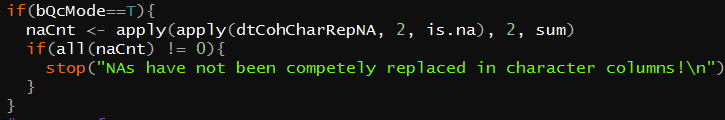 if(bQcMode==T){
naCnt <- apply(apply(dtCohCharRepNA, 2, is.na), 2, sum)
if(all(naCnt) != 0){
stop("NAs have not been competely replaced in character columns!\n")
}
}